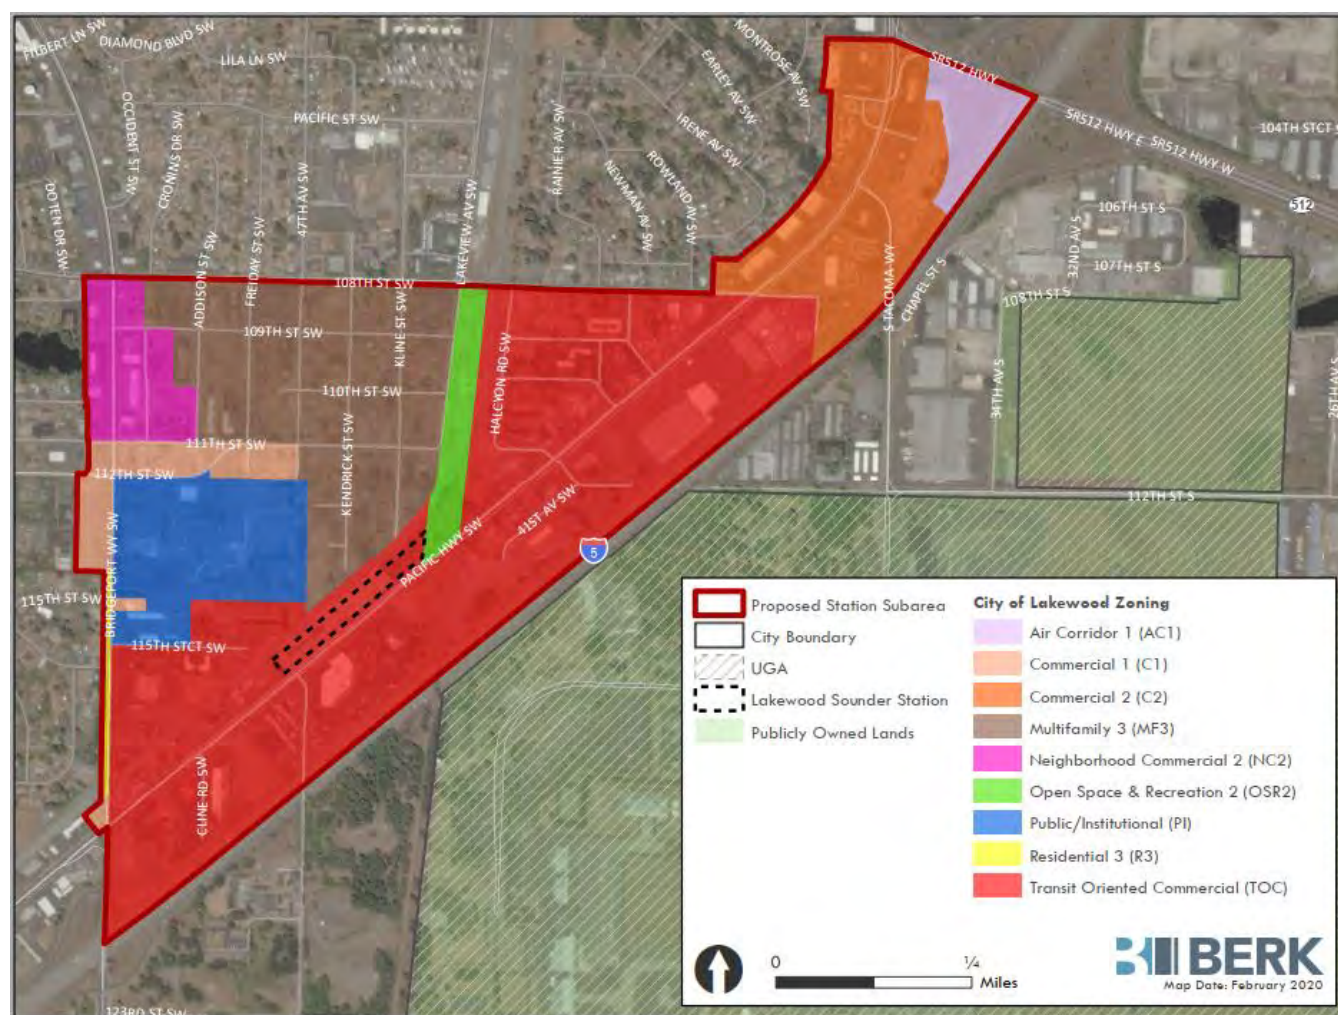 FILBERT LN SW
DIAMOND BLVD SW
LILA LN SW
OCCIDENT ST SW
CRONINS DR SW
PACIFIC ST SW
DOTEN DR SW
ADDISON ST SW
FREIDAY ST SW
47TH AV SW
LAKEVIEW AV SW
RAINIER AV SW
NEWMAN AV SW
ROWLAND AV SW
IRENE AV SW
EARLEY AV SW
MONTROSE AV SW
SR512 HWY
SR512 HWY E
SR512 HWY W
104TH STCT S
512
106TH ST S
32ND AV S
107TH ST S
108TH ST S
34TH AV S
26TH AV S
112TH ST S
S TACOMA WY
CHAPEL ST S
108TH ST SW
109TH ST SW
KLINE ST SW
110TH ST SW
HALCYON RD SW
111TH ST SW
112TH ST SW
KENDRICK ST SW
41ST AV SW
PACIFIC HWY SW
5
BRIDGEPORT WY SW
115TH ST SW
115TH STCT SW
CLINE RD SW
123RD ST SW
Proposed Station Subarea
City Boundary
UGA
Lakewood Sounder Station
Publicly Owned Lands
City of Lakewood Zoning
Air Corridor 1 (AC1)
Commercial 1 (C1)
Commercial 2 (C2)
Multifamily 3 (MF3)
Neighborhood Commercial 2 (NC2)
Open Space & Recreation 2 (OSR2)
Public/Institutional (PI)
Residential 3 (R3)
Transit Oriented Commercial (TOC)
0 ¼
Miles
BERK
Map Date: February 2020